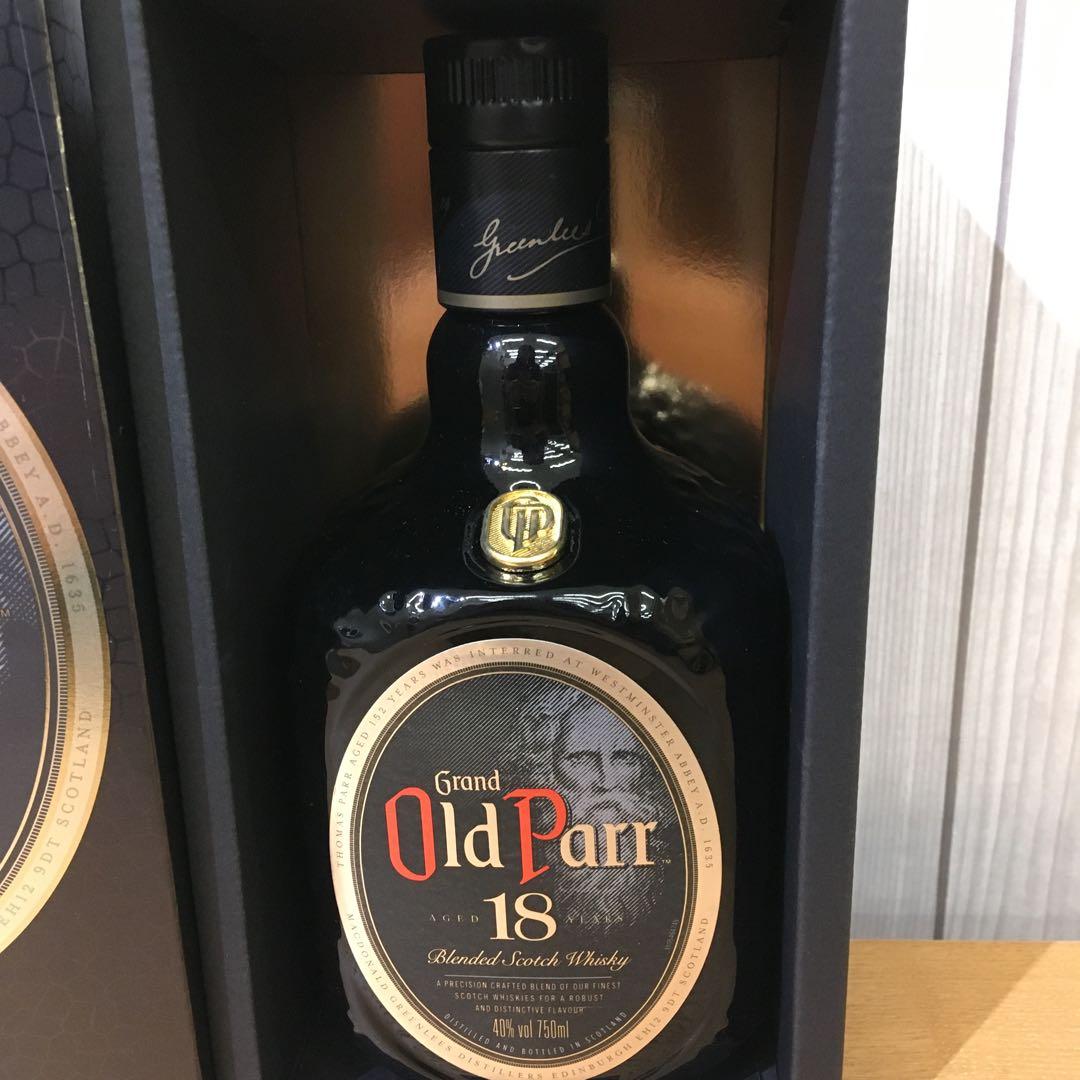 Greenlees
THOMAS PARR AGED 152 YEARS WAS INTERRED AT WESTMINSTER ABBEY A.D. 1635
Grand
Old Parr
TM
AGED 18 YEARS
Blended Scotch Whisky
A PRECISION CRAFTED BLEND OF OUR FINEST
SCOTCH WHISKIES FOR A ROBUST
AND DISTINCTIVE FLAVOUR
40% vol 750ml
DISTILLED AND BOTTLED IN SCOTLAND
MACDONALD GREENLEES DISTILLERS EDINBURGH EH12 9DT SCOTLAND
ABBEY A.D. 1635
EH12 9DT SCOTLAND